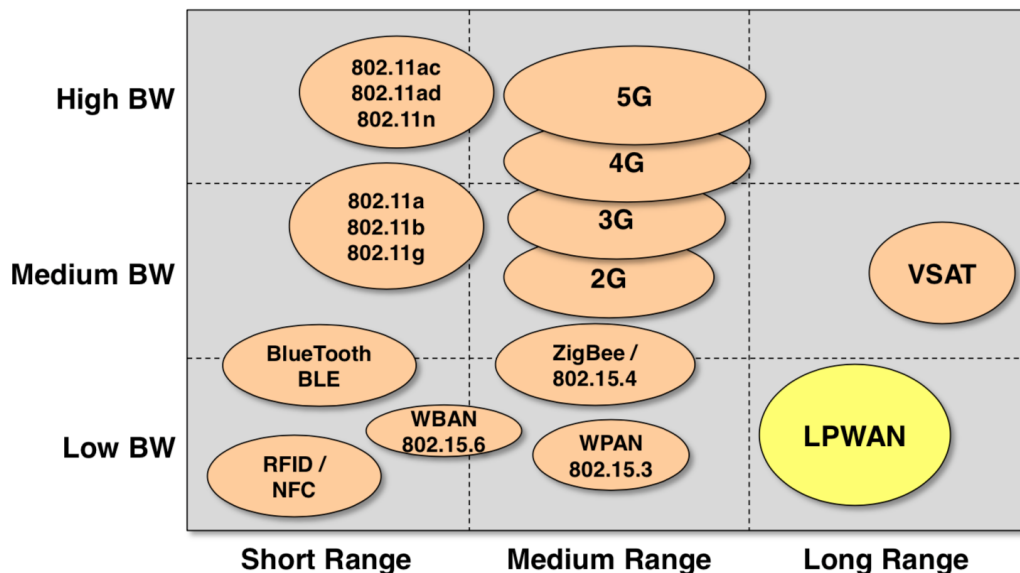 High BW
802.11ac
802.11ad
802.11n
5G
4G
Medium BW
802.11a
802.11b
802.11g
3G
2G
VSAT
Low BW
BlueTooth
BLE
ZigBee /
802.15.4
WBAN
802.15.6
WPAN
802.15.3
RFID /
NFC
LPWAN
Short Range
Medium Range
Long Range